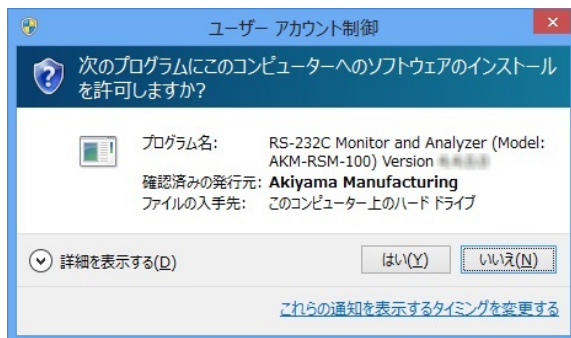 ユーザー アカウント制御
次のプログラムにこのコンピューターへのソフトウェアのインストール
を許可しますか?
プログラム名: RS-232C Monitor and Analyzer (Model:
AKM-RSM-100) Version
確認済みの発行元: Akiyama Manufacturing
ファイルの入手先: このコンピューター上のハード ドライブ
詳細を表示する(D) はい(Y) いいえ(N)
これらの通知を表示するタイミングを変更する